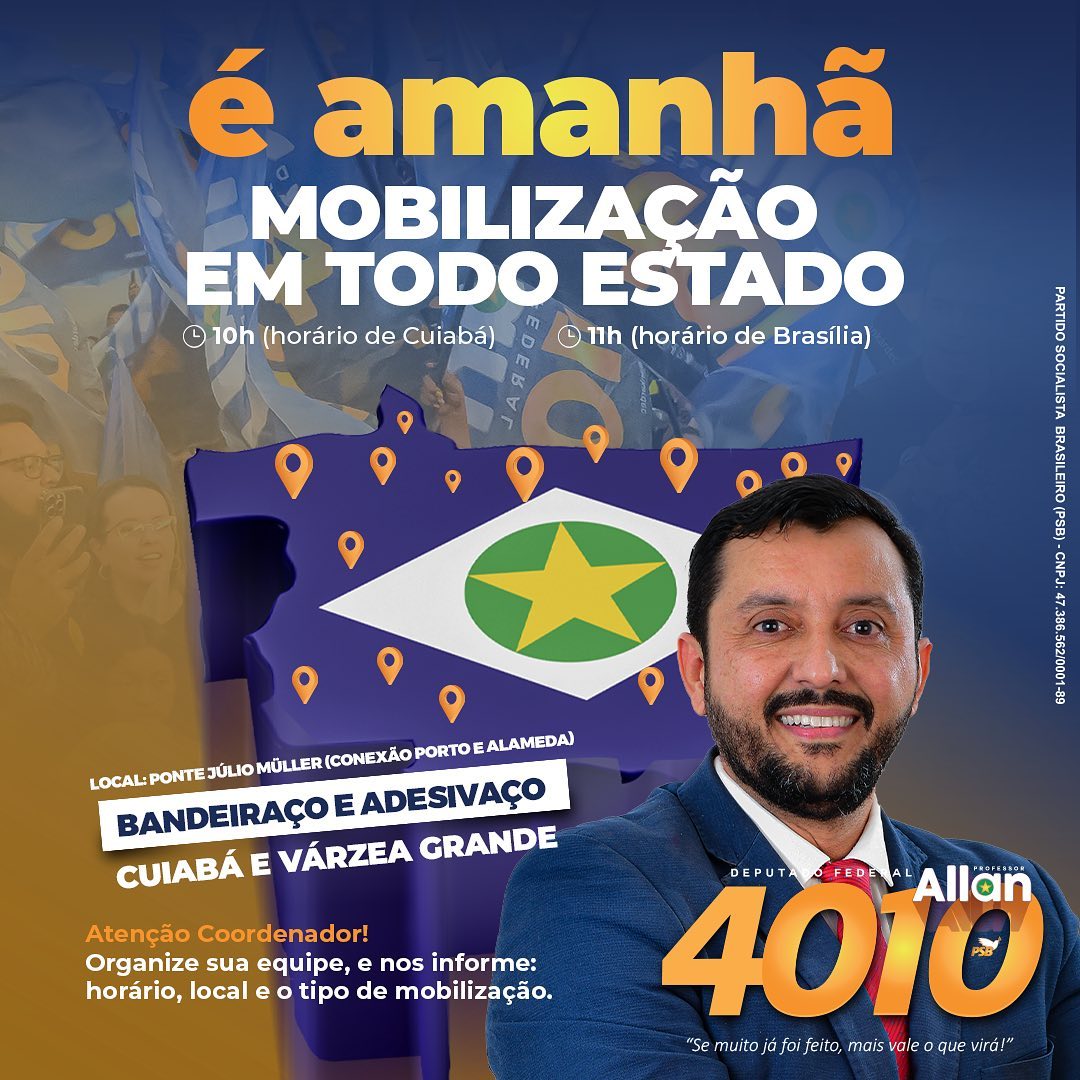 é amanhã
MOBILIZAÇÃO
EM TODO ESTADO
10h (horário de Cuiabá) 11h (horário de Brasília)
PARTIDO SOCIALISTA BRASILEIRO (PSB) - CNPJ: 47.386.562/0001-89
LOCAL: PONTE JÚLIO MÜLLER (CONEXÃO PORTO E ALAMEDA)
BANDEIRAÇO E ADESIVAÇO
CUIABÁ E VÁRZEA GRANDE
Atenção Coordenador!
Organize sua equipe, e nos informe:
horário, local e o tipo de mobilização.
PROFESSOR
DEPUTADO FEDERAL Allan
4010
PSB
“Se muito já foi feito, mais vale o que virá!”